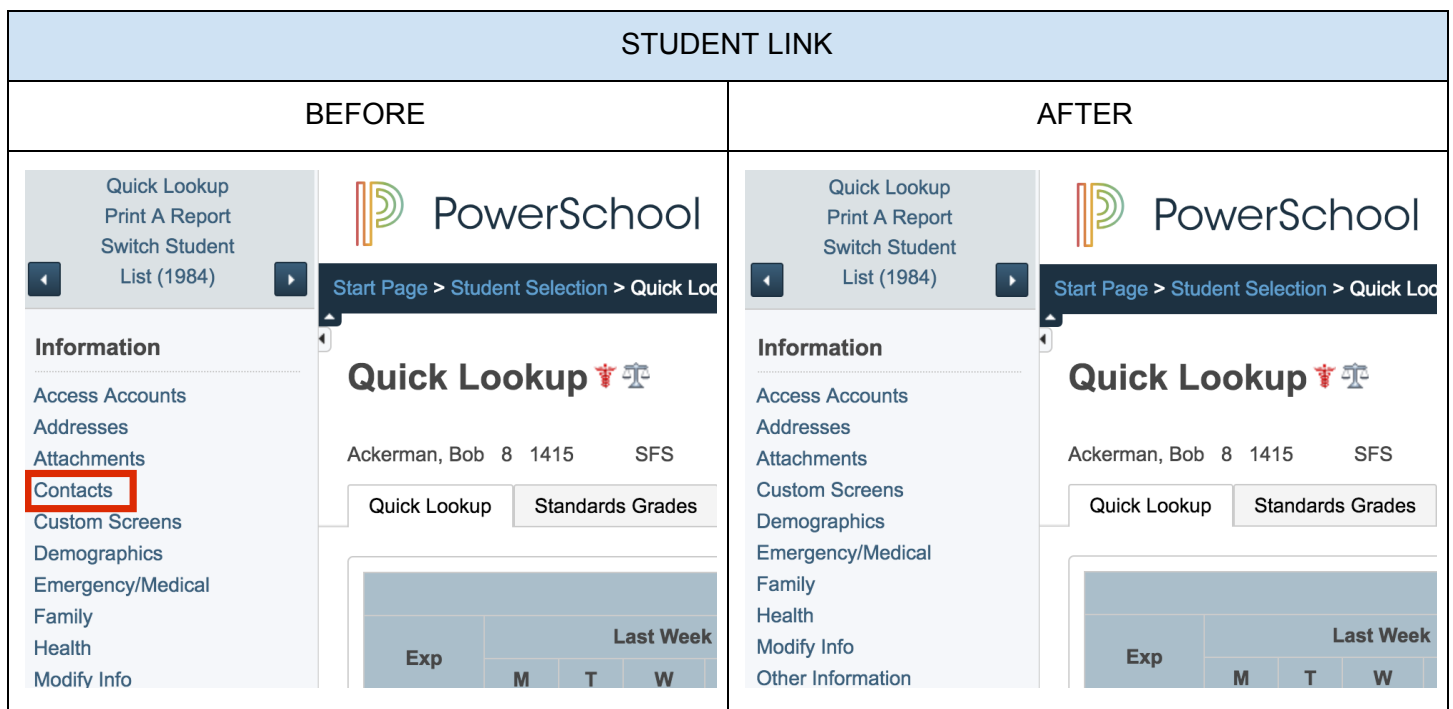 STUDENT LINK
BEFORE
AFTER
Quick Lookup
Print A Report
Switch Student
List (1984)
PowerSchool
Start Page > Student Selection > Quick Loo
Information
Quick Lookup
Access Accounts
Addresses
Attachments
Contacts
Custom Screens
Demographics
Emergency/Medical
Family
Health
Modify Info
Ackerman, Bob 8 1415 SFS
Quick Lookup Standards Grades
Last Week
Exp
M T W
Quick Lookup
Print A Report
Switch Student
List (1984)
PowerSchool
Start Page > Student Selection > Quick Loo
Information
Quick Lookup
Access Accounts
Addresses
Attachments
Custom Screens
Demographics
Emergency/Medical
Family
Health
Modify Info
Other Information
Ackerman, Bob 8 1415 SFS
Quick Lookup Standards Grades
Last Week
Exp
M T W